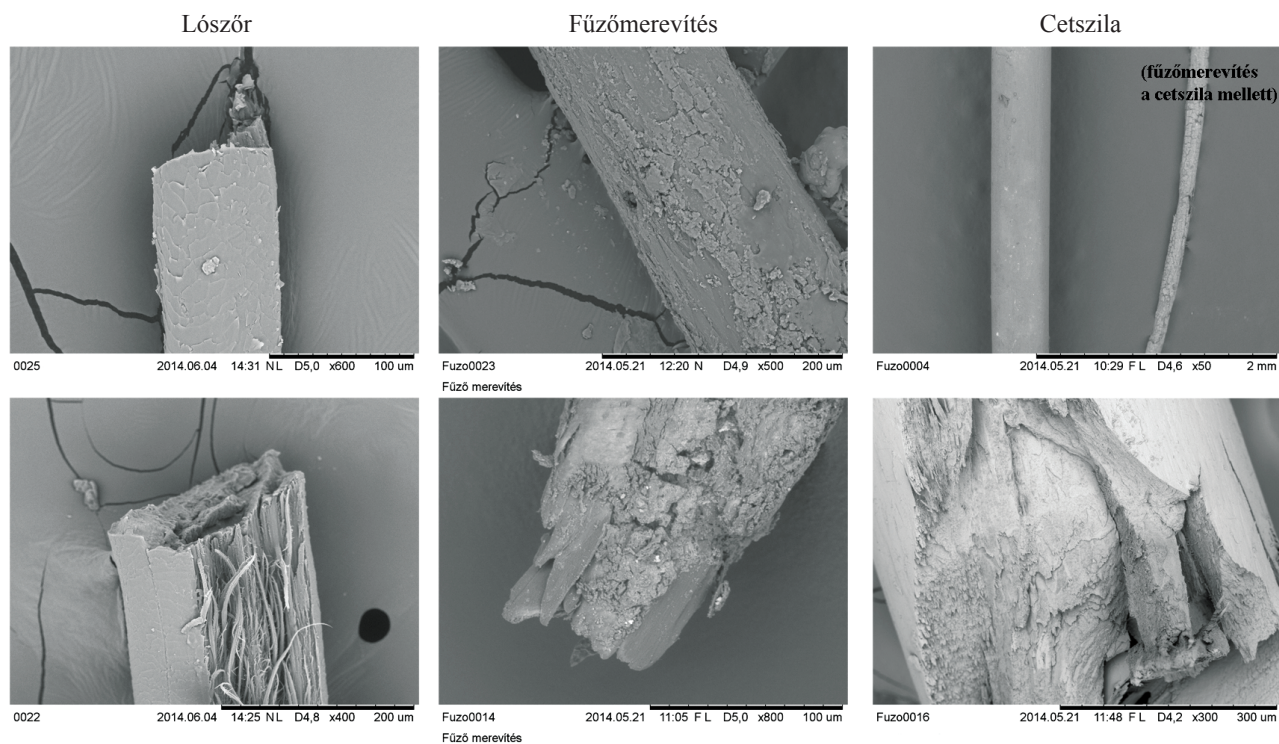 Lószőr
Fűzőmerevítés
Cetszila
(fűzőmerevítés
a cetszila mellett)
0025 2014.06.04 14:31 N L D5,0 x600 100 um
Fuzo0023 2014.05.21 12:20 N D4,9 x500 200 um
Fűző merevítés
Fuzo0004 2014.05.21 10:29 F L D4,6 x50 2 mm
0022 2014.06.04 14:25 N L D4,8 x400 200 um
Fuzo0014 2014.05.21 11:05 F L D5,0 x800 100 um
Fűző merevítés
Fuzo0016 2014.05.21 11:48 F L D4,2 x300 300 um